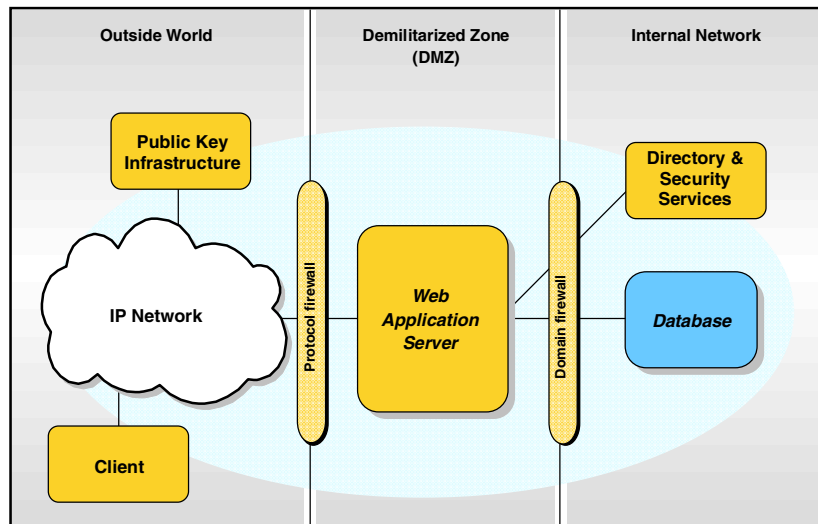 Outside World
Demilitarized Zone
(DMZ)
Internal Network
Public Key
Infrastructure
Directory &
Security
Services
IP Network
Protocol firewall
Web
Application
Server
Domain firewall
Database
Client